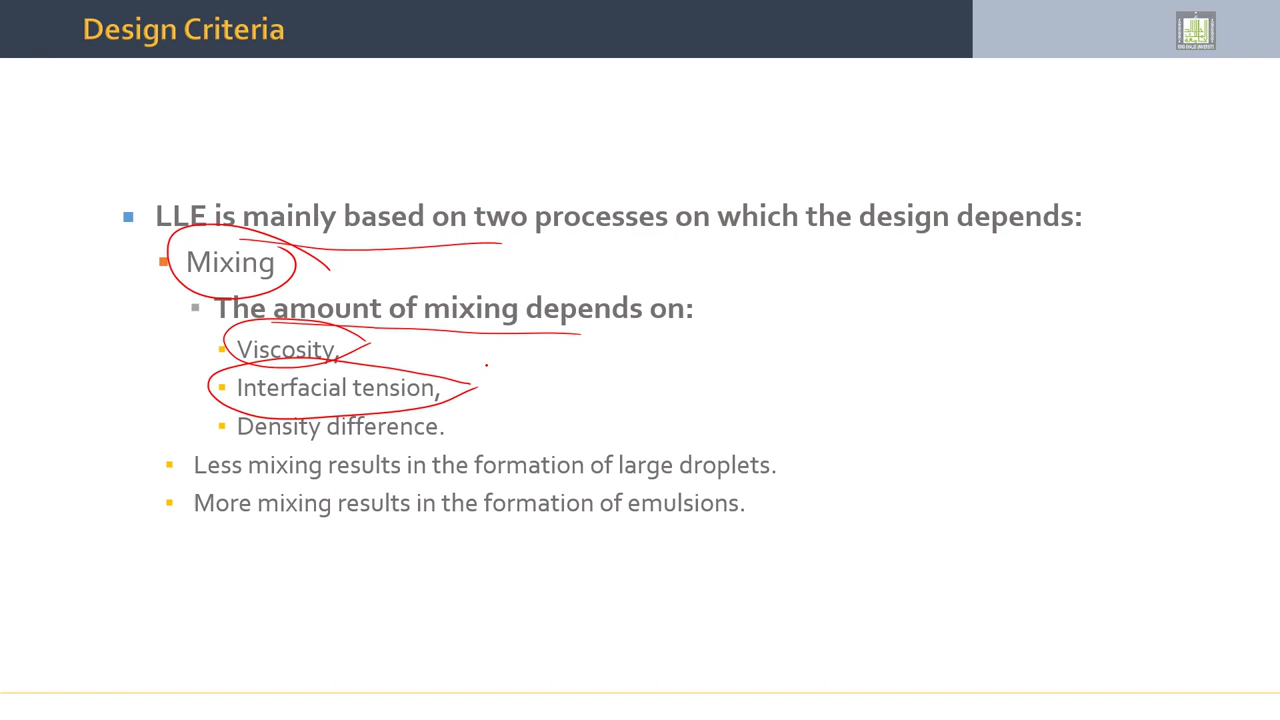 Design Criteria
LLE is mainly based on two processes on which the design depends:
Mixing
The amount of mixing depends on:
Viscosity,
Interfacial tension,
Density difference.
Less mixing results in the formation of large droplets.
More mixing results in the formation of emulsions.